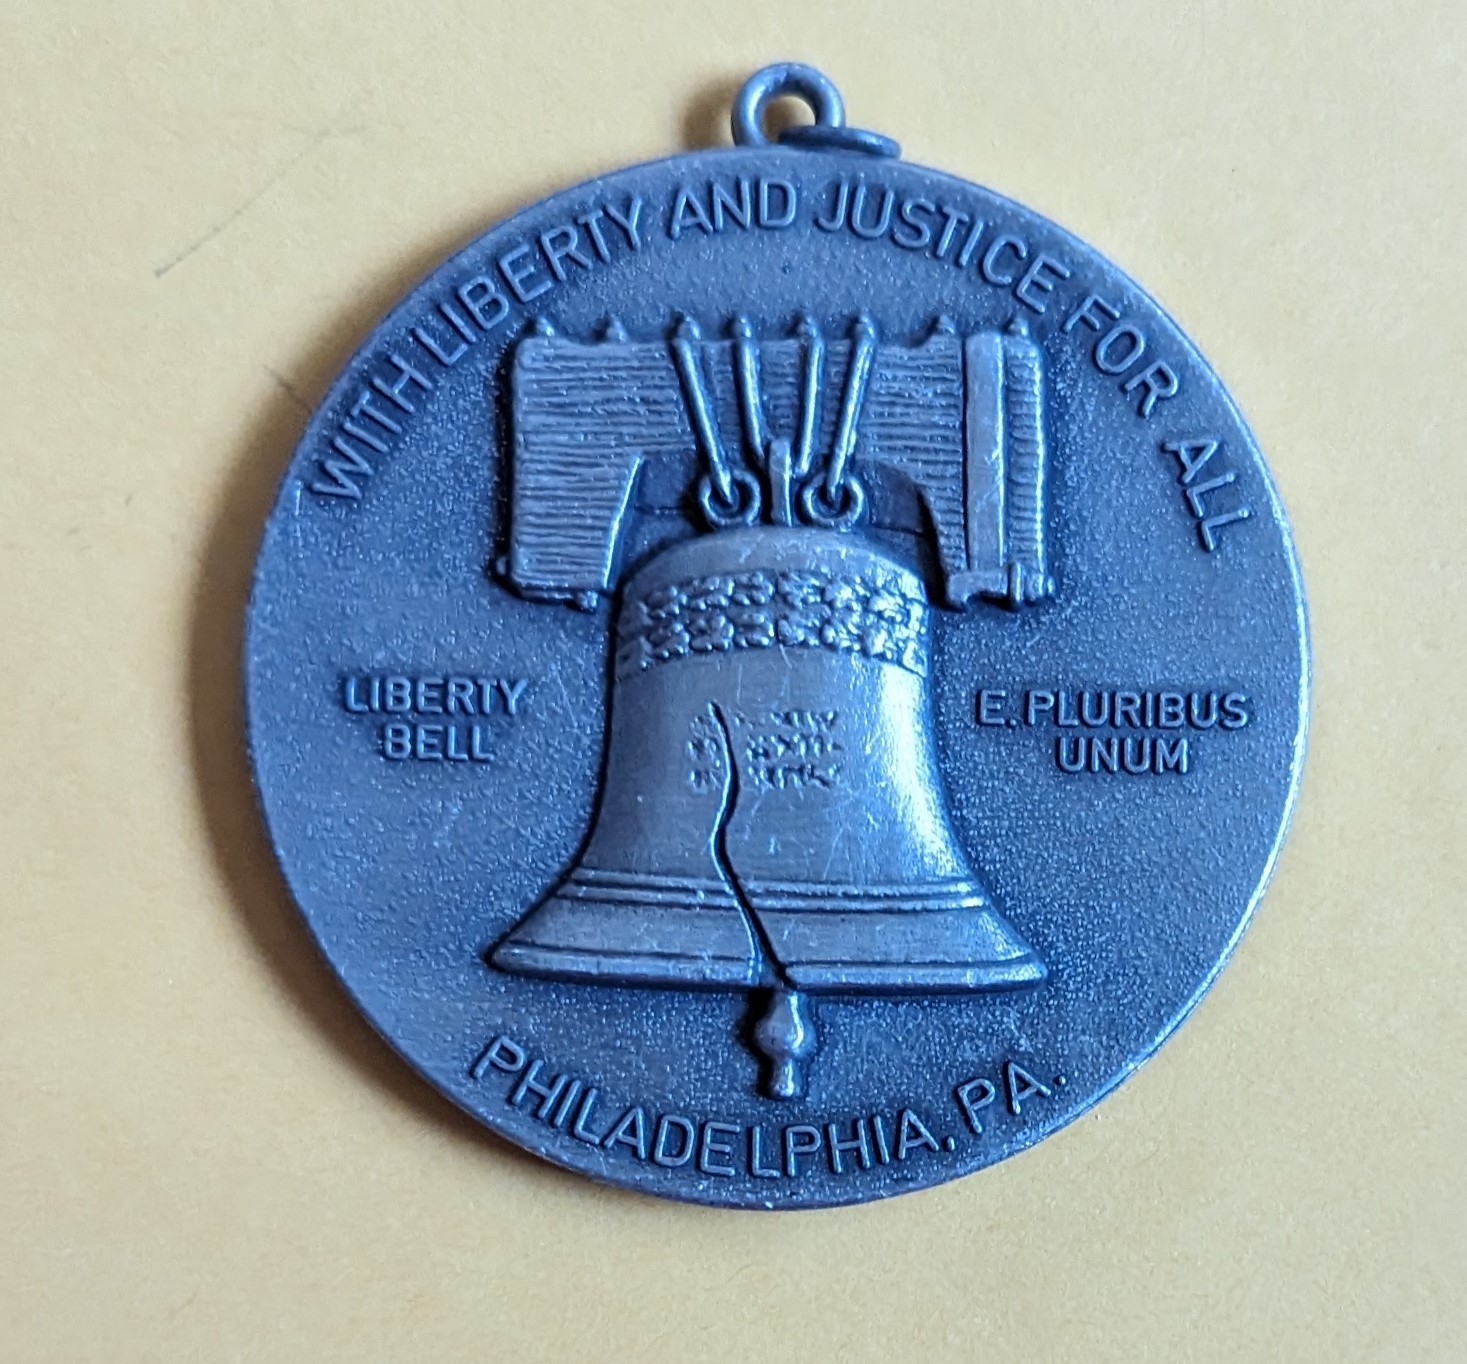 WITH LIBERTY AND JUSTICE FOR ALL
LIBERTY
BELL
E. PLURIBUS
UNUM
PHILADELPHIA, PA.